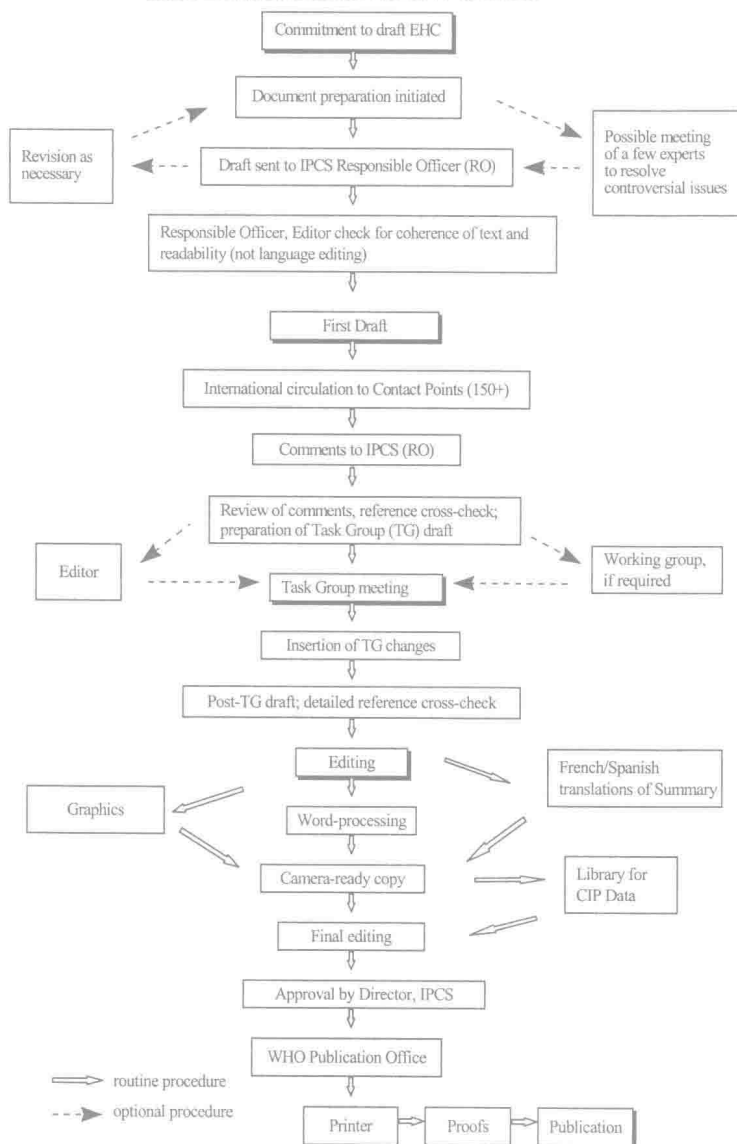 Commitment to draft EHC
Document preparation initiated
Revision as
necessary
Draft sent to IPCS Responsible Officer (RO)
Possible meeting
of a few experts
to resolve
controversial issues
Responsible Officer, Editor check for coherence of text and
readability (not language editing)
First Draft
International circulation to Contact Points (150+)
Comments to IPCS (RO)
Review of comments, reference cross-check;
preparation of Task Group (TG) draft
Editor
Working group,
if required
Task Group meeting
Insertion of TG changes
Post-TG draft; detailed reference cross-check
Editing
French/Spanish
translations of Summary
Graphics
Word-processing
Camera-ready copy
Library for
CIP Data
Final editing
Approval by Director, IPCS
WHO Publication Office
routine procedure
optional procedure
Printer
Proofs
Publication